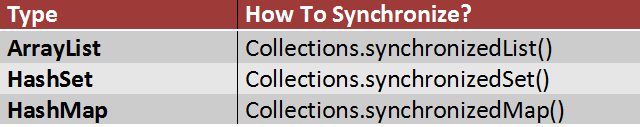 Type How To Synchronize?
ArrayList Collections.synchronizedList()
HashSet Collections.synchronizedSet()
HashMap Collections.synchronizedMap()